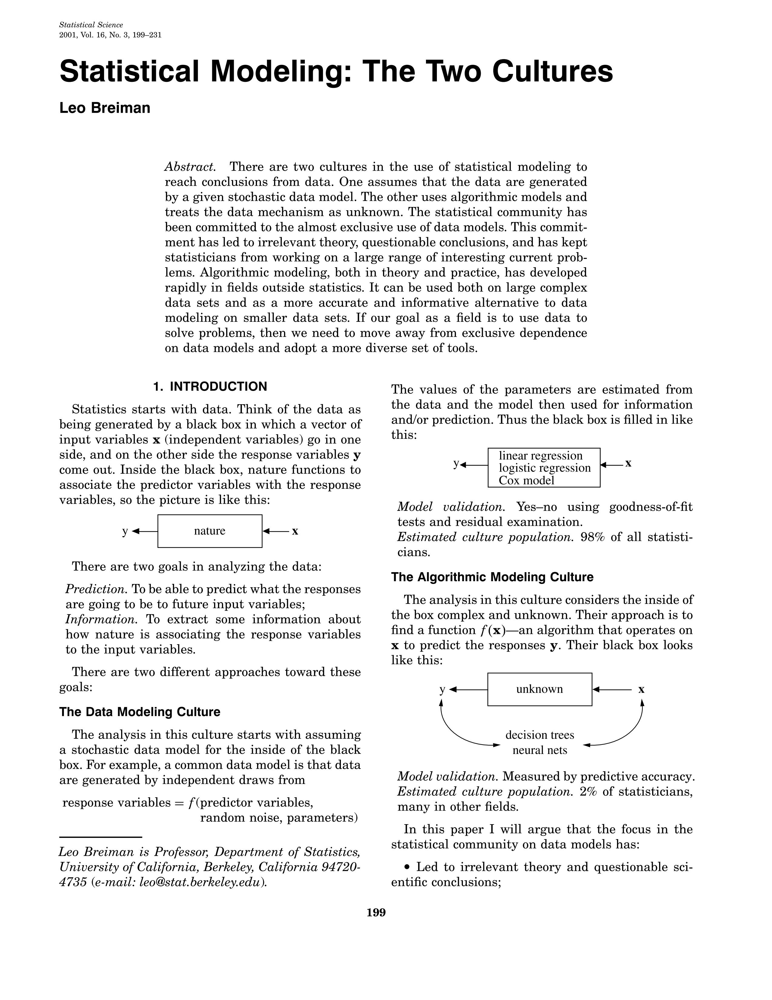 Statistical Science
2001, Vol. 16, No. 3, 199–231
Statistical Modeling: The Two Cultures
Leo Breiman
Abstract. There are two cultures in the use of statistical modeling to
reach conclusions from data. One assumes that the data are generated
by a given stochastic data model. The other uses algorithmic models and
treats the data mechanism as unknown. The statistical community has
been committed to the almost exclusive use of data models. This commit-
ment has led to irrelevant theory, questionable conclusions, and has kept
statisticians from working on a large range of interesting current prob-
lems. Algorithmic modeling, both in theory and practice, has developed
rapidly in fields outside statistics. It can be used both on large complex
data sets and as a more accurate and informative alternative to data
modeling on smaller data sets. If our goal as a field is to use data to
solve problems, then we need to move away from exclusive dependence
on data models and adopt a more diverse set of tools.
1. INTRODUCTION
Statistics starts with data. Think of the data as
being generated by a black box in which a vector of
input variables x (independent variables) go in one
side, and on the other side the response variables y
come out. Inside the black box, nature functions to
associate the predictor variables with the response
variables, so the picture is like this:
y nature x
There are two goals in analyzing the data:
Prediction. To be able to predict what the responses
are going to be to future input variables;
Information. To extract some information about
how nature is associating the response variables
to the input variables.
There are two different approaches toward these
goals:
The Data Modeling Culture
The analysis in this culture starts with assuming
a stochastic data model for the inside of the black
box. For example, a common data model is that data
are generated by independent draws from
response variables = f(predictor variables,
random noise, parameters)
Leo Breiman is Professor, Department of Statistics,
University of California, Berkeley, California 94720-
4735 (e-mail: leo@stat.berkeley.edu).
The values of the parameters are estimated from
the data and the model then used for information
and/or prediction. Thus the black box is filled in like
this:
linear regression
y logistic regression x
Cox model
Model validation. Yes–no using goodness-of-fit
tests and residual examination.
Estimated culture population. 98% of all statisti-
cians.
The Algorithmic Modeling Culture
The analysis in this culture considers the inside of
the box complex and unknown. Their approach is to
find a function f(x)—an algorithm that operates on
x to predict the responses y. Their black box looks
like this:
y unknown x
decision trees
neural nets
Model validation. Measured by predictive accuracy.
Estimated culture population. 2% of statisticians,
many in other fields.
In this paper I will argue that the focus in the
statistical community on data models has:
• Led to irrelevant theory and questionable sci-
entific conclusions;
199